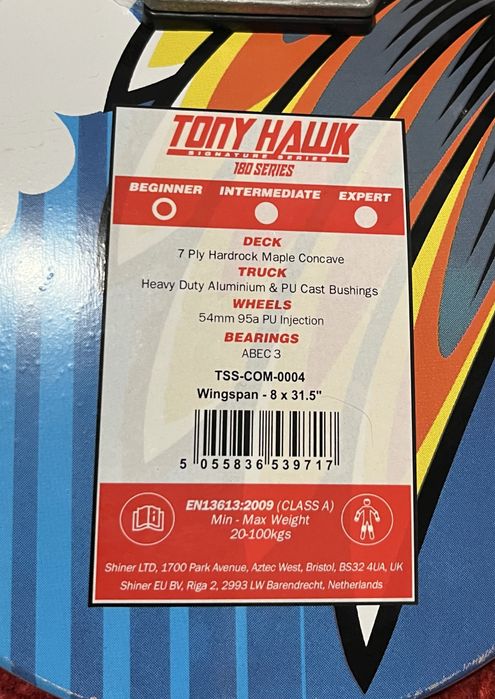 TONY HAWK
SIGNATURE SERIES
180 SERIES
BEGINNER INTERMEDIATE EXPERT
DECK
7 Ply Hardrock Maple Concave
TRUCK
Heavy Duty Aluminium & PU Cast Bushings
WHEELS
54mm 95a PU Injection
BEARINGS
ABEC 3
TSS-COM-0004
Wingspan - 8 x 31.5"
5 055836 539717
EN13613:2009 (CLASS A)
Min - Max Weight
20-100kgs
Shiner LTD, 1700 Park Avenue, Aztec West, Bristol, BS32 4UA, UK
Shiner EU BV, Riga 2, 2993 LW Barendrecht, Netherlands